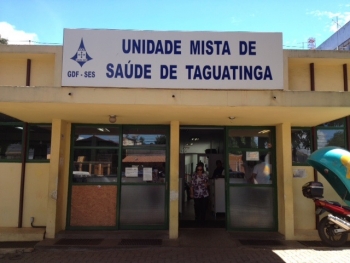 UNIDADE MISTA DE
SAÚDE DE TAGUATINGA
GDF - SES